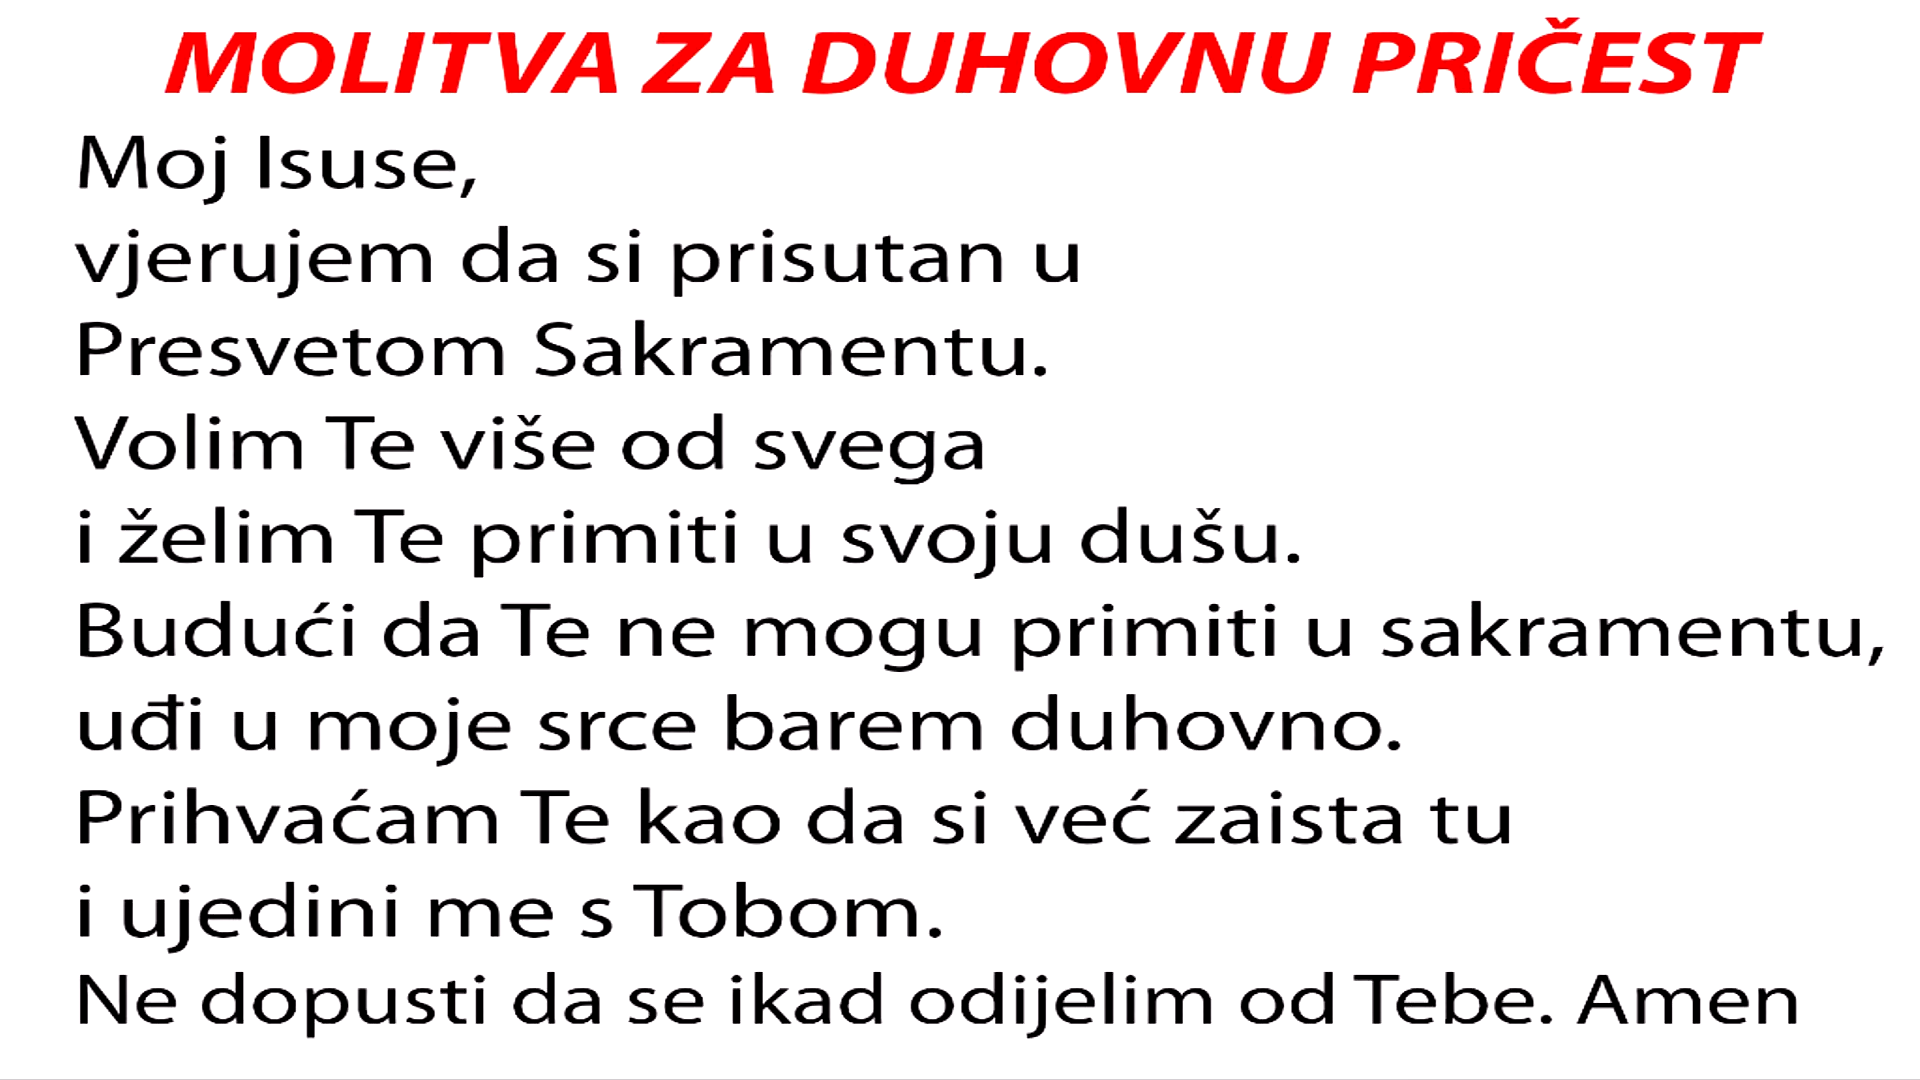 MOLITVA ZA DUHOVNU PRIČEST
Moj Isuse,
vjerujem da si prisutan u
Presvetom Sakramentu.
Volim Te više od svega
i želim Te primiti u svoju dušu.
Budući da Te ne mogu primiti u sakramentu,
uđi u moje srce barem duhovno.
Prihvaćam Te kao da si već zaista tu
i ujedini me s Tobom.
Ne dopusti da se ikad odijelim od Tebe. Amen